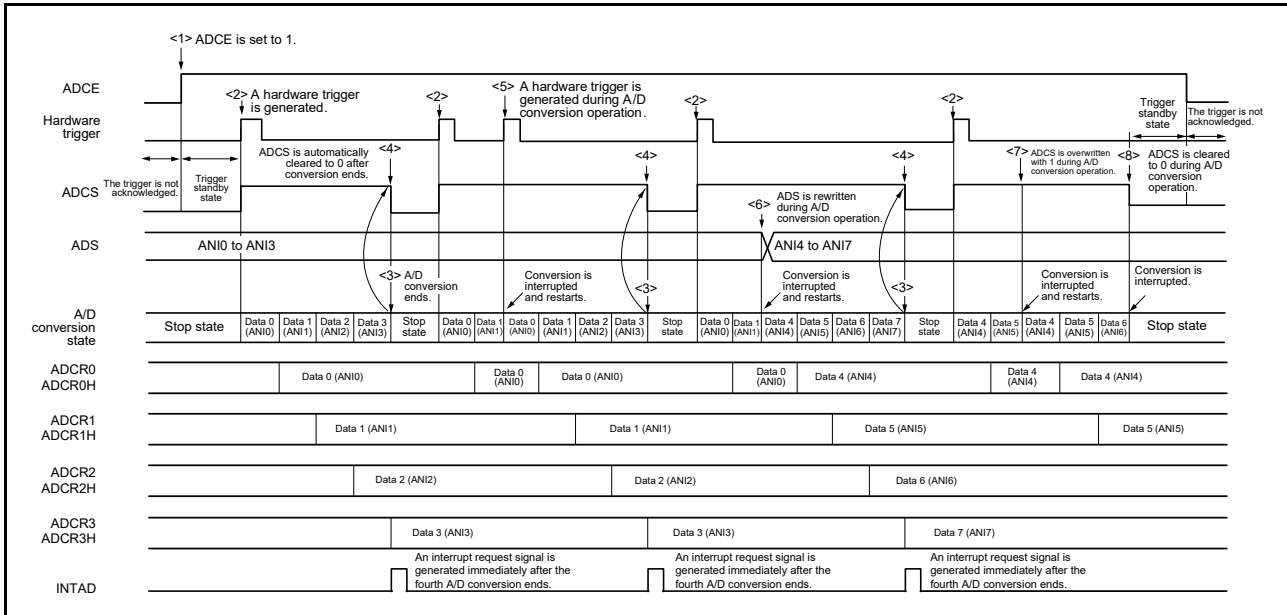 <1> ADCE is set to 1.
ADCE
<2> A hardware trigger
is generated.
<2>
<5> A hardware trigger is
generated during A/D
conversion operation.
<2>
<2>
Trigger
standby
state
The trigger is not
acknowledged.
Hardware
trigger
The trigger is not
acknowledged.
Trigger
standby
state
ADCS is automatically
cleared to 0 after
conversion ends.
<4>
<4>
<4>
<7> ADCS is overwritten
with 1 during A/D
conversion operation.
<8> ADCS is cleared
to 0 during A/D
conversion
operation.
ADCS
<6> ADS is rewritten
during A/D
conversion operation.
ADS
ANI0 to ANI3
ANI4 to ANI7
<3> A/D
conversion
ends.
Conversion is
interrupted
and restarts.
<3>
Conversion is
interrupted
and restarts.
<3>
Conversion is
interrupted
and restarts.
Conversion is
interrupted.
A/D
conversion
state
Stop state
Data 0
(ANI0)
Data 1
(ANI1)
Data 2
(ANI2)
Data 3
(ANI3)
Stop
state
Data 0
(ANI0)
Data 1
(ANI1)
Data 0
(ANI0)
Data 1
(ANI1)
Data 2
(ANI2)
Data 3
(ANI3)
Stop
state
Data 0
(ANI0)
Data 1
(ANI1)
Data 4
(ANI4)
Data 5
(ANI5)
Data 6
(ANI6)
Data 7
(ANI7)
Stop
state
Data 4
(ANI4)
Data 5
(ANI5)
Data 4
(ANI4)
Data 5
(ANI5)
Data 6
(ANI6)
Stop state
ADCR0
ADCR0H
Data 0 (ANI0)
Data 0
(ANI0)
Data 0 (ANI0)
Data 0
(ANI0)
Data 4 (ANI4)
Data 4
(ANI4)
Data 4 (ANI4)
ADCR1
ADCR1H
Data 1 (ANI1)
Data 1 (ANI1)
Data 5 (ANI5)
Data 5 (ANI5)
ADCR2
ADCR2H
Data 2 (ANI2)
Data 2 (ANI2)
Data 6 (ANI6)
ADCR3
ADCR3H
Data 3 (ANI3)
Data 3 (ANI3)
Data 7 (ANI7)
INTAD
An interrupt request signal is
generated immediately after the
fourth A/D conversion ends.
An interrupt request signal is
generated immediately after the
fourth A/D conversion ends.
An interrupt request signal is
generated immediately after the
fourth A/D conversion ends.